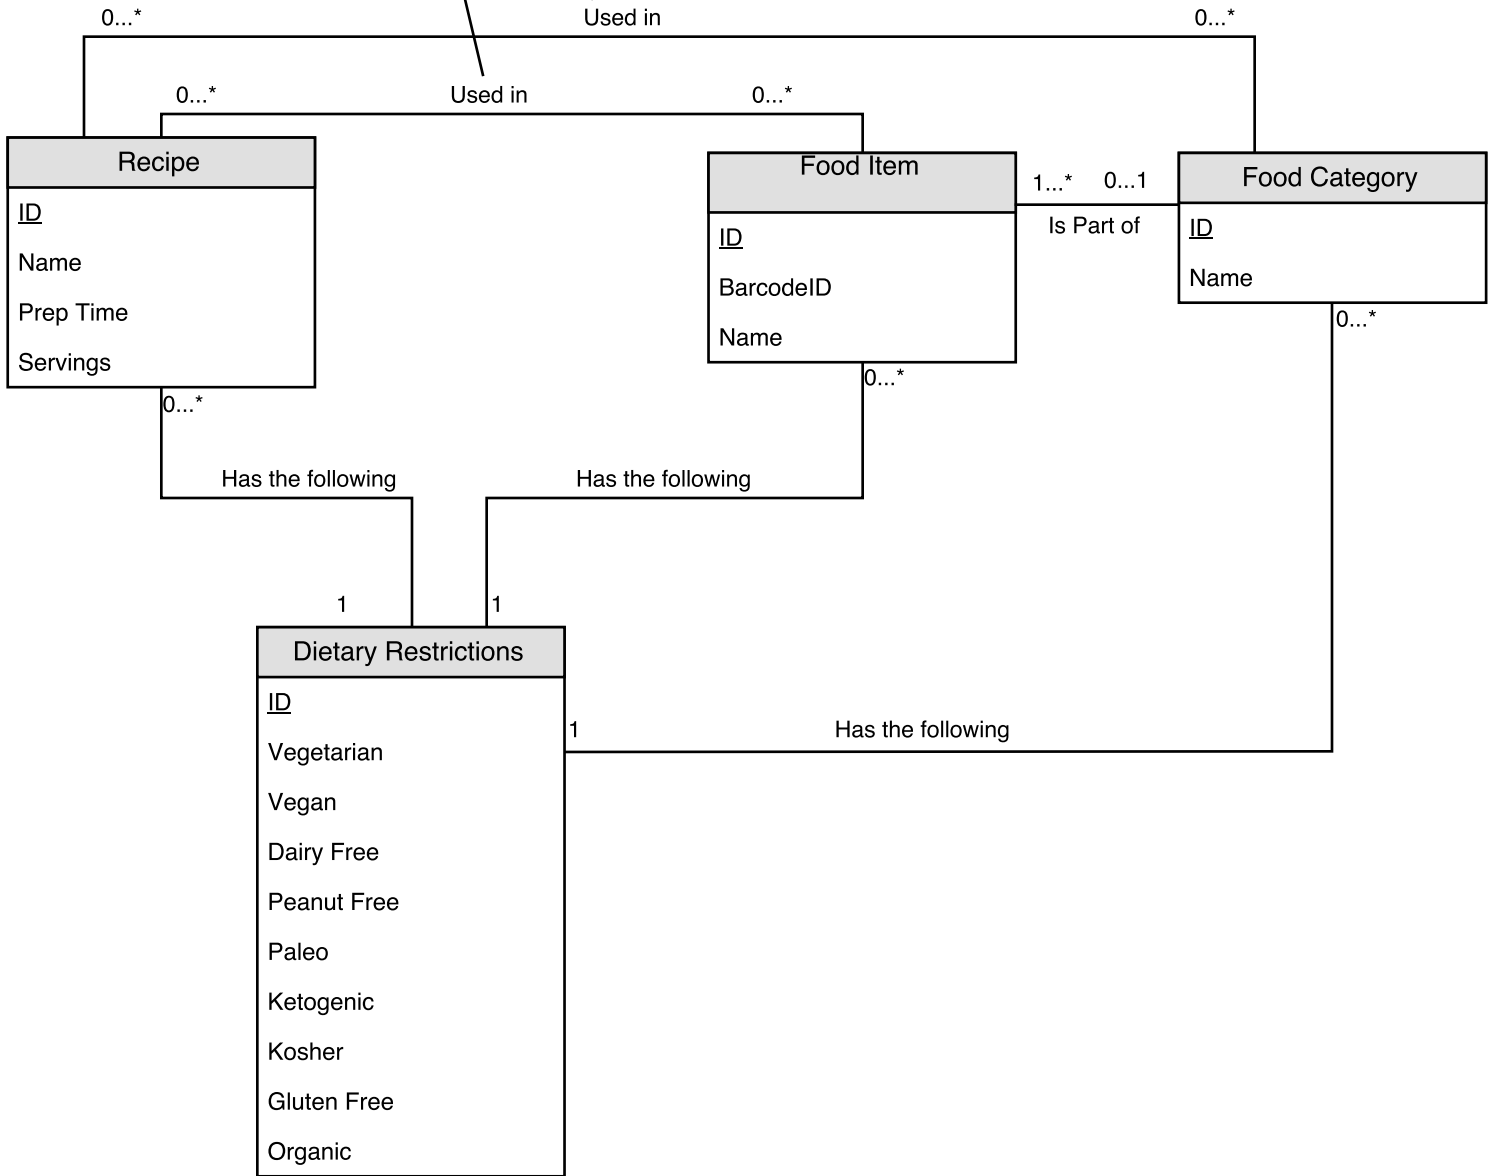 0...* Used in 0...*
0...* Used in 0...*
Recipe
ID
Name
Prep Time
Servings
0...*
Food Item
ID
BarcodeID
Name
0...*
1...* 0...1
Is Part of
Food Category
ID
Name
0...*
Has the following
Has the following
1
1
Dietary Restrictions
ID
Vegetarian
Vegan
Dairy Free
Peanut Free
Paleo
Ketogenic
Kosher
Gluten Free
Organic
1
Has the following